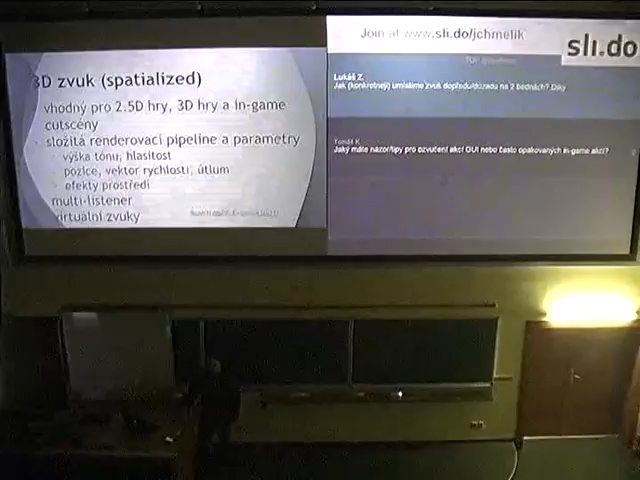 3D zvuk (spatialized)
vhodný pro 2.5D hry, 3D hry a in-game
cutscény
složitá renderovací pipeline a parametry
výška tónu, hlasitost
pozice, vektor rychlosti, útlum
efekty prostředí
multi-listener
virtuální zvuky
Join at www.sli.do/jchmelik
sli.do
Lukáš Z.
Jak (konkretnej) umístíme zvuk dopředu/dozadu na 2 bednách? Díky
Tomáš K
Jaký máte názor/tipy pro ozvučení akcí GUI nebo často opakovaných in-game akcí?